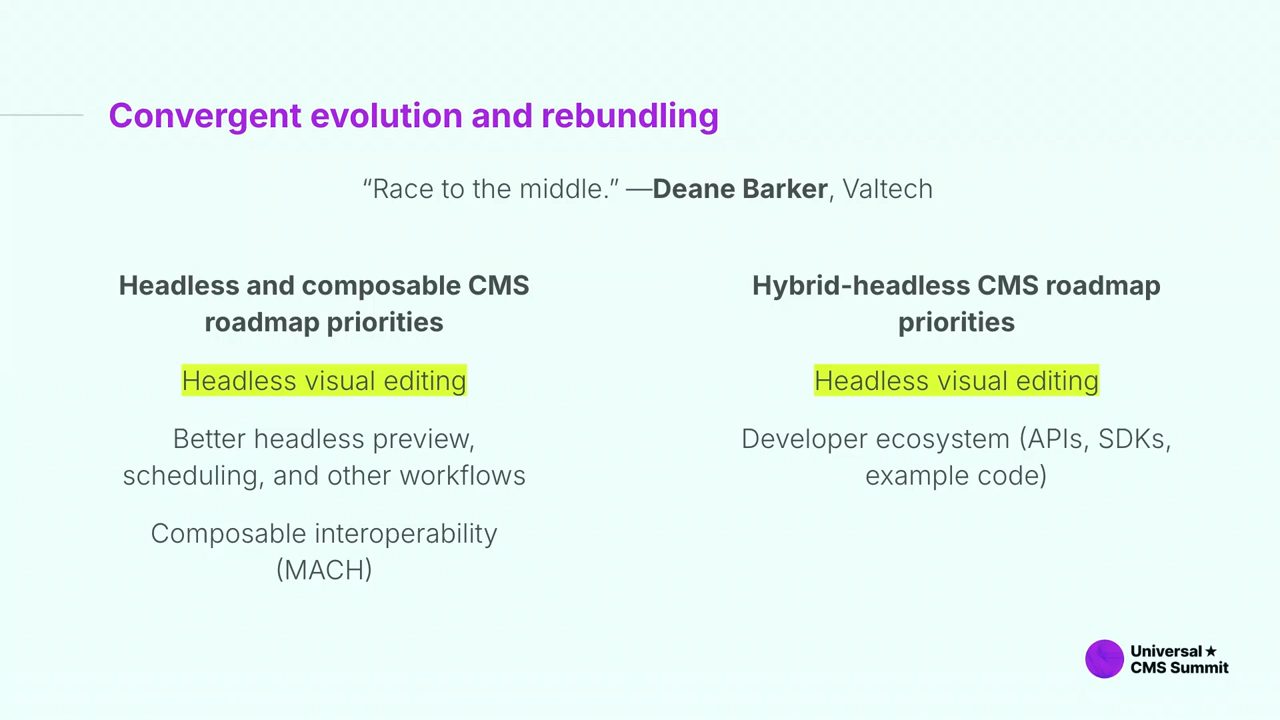 Convergent evolution and rebundling
“Race to the middle.” —Deane Barker, Valtech
Headless and composable CMS
roadmap priorities
Headless visual editing
Better headless preview,
scheduling, and other workflows
Composable interoperability
(MACH)
Hybrid-headless CMS roadmap
priorities
Headless visual editing
Developer ecosystem (APIs, SDKs,
example code)
Universal ★
CMS Summit